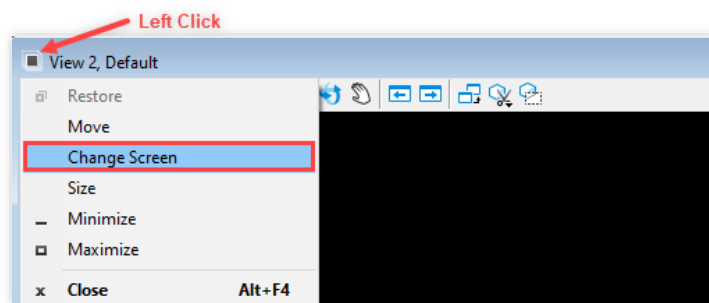 Left Click
View 2, Default
Restore
Move
Change Screen
Size
Minimize
Maximize
Close Alt+F4